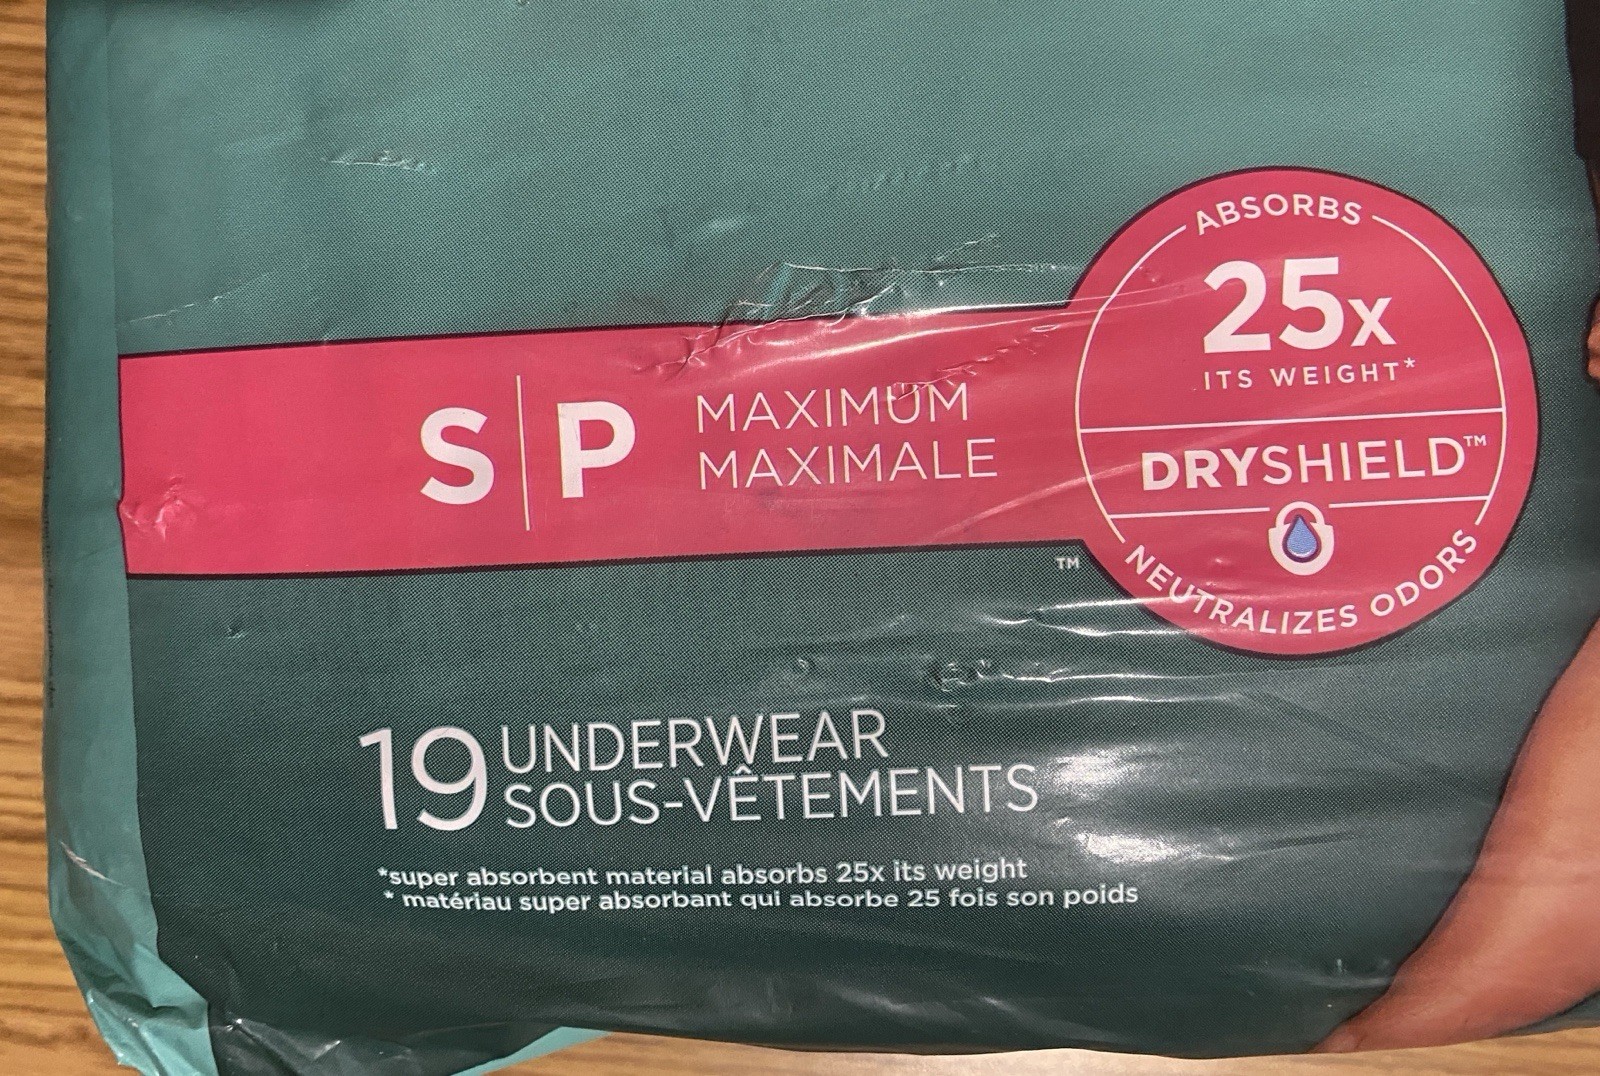 ABSORBS
25x
ITS WEIGHT*
DRYSHIELD™
NEUTRALIZES ODORS
™
S|P
MAXIMUM
MAXIMALE
19 UNDERWEAR
SOUS-VÊTEMENTS
*super absorbent material absorbs 25x its weight
* matériau super absorbant qui absorbe 25 fois son poids